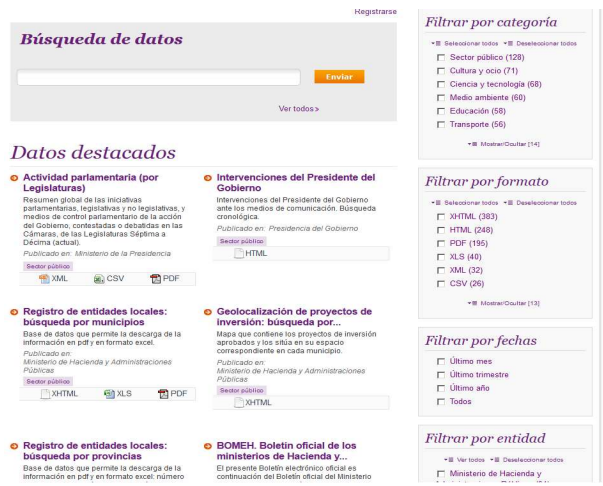 Registrarse
Búsqueda de datos
Enviar
Ver todos >
Datos destacados
Actividad parlamentaria (por
Legislaturas)
Resumen global de las iniciativas
parlamentarias, legislativas y no legislativas, y
medios de control parlamentario de la acción
del Gobierno, contestadas o debatidas en las
Cámaras, de las Legislaturas Séptima a
Décima (actual).
Publicado en: Ministerio de la Presidencia
Sector público
XML CSV PDF
Intervenciones del Presidente del
Gobierno
Intervenciones del Presidente del Gobierno
ante los medios de comunicación. Búsqueda
cronológica.
Publicado en: Presidencia del Gobierno
Sector público
HTML
Registro de entidades locales:
búsqueda por municipios
Base de datos que permite la descarga de la
información en pdf y en formato excel.
Publicado en:
Ministerio de Hacienda y Administraciones
Públicas
Sector público
XHTML XLS PDF
Geolocalización de proyectos de
inversión: búsqueda por...
Mapa que contiene los proyectos de inversión
aprobados y los sitúa en su espacio
correspondiente en cada municipio.
Publicado en:
Ministerio de Hacienda y Administraciones
Públicas
Sector público
XHTML
Registro de entidades locales:
búsqueda por provincias
Base de datos que permite la descarga de la
información en pdf y en formato excel: número
BOMEH. Boletín oficial de los
ministerios de Hacienda y...
El presente Boletín electrónico oficial es
continuación del Boletín oficial del Ministerio
Filtrar por categoría
Seleccionar todos Deseleccionar todos
Sector público (128)
Cultura y ocio (71)
Ciencia y tecnología (68)
Medio ambiente (60)
Educación (58)
Transporte (56)
Mostrar/Ocultar [14]
Filtrar por formato
Seleccionar todos Deseleccionar todos
XHTML (383)
HTML (248)
PDF (195)
XLS (40)
XML (32)
CSV (26)
Mostrar/Ocultar [13]
Filtrar por fechas
Último mes
Último trimestre
Último año
Todos
Filtrar por entidad
Ver todos Deseleccionar todos
Ministerio de Hacienda y